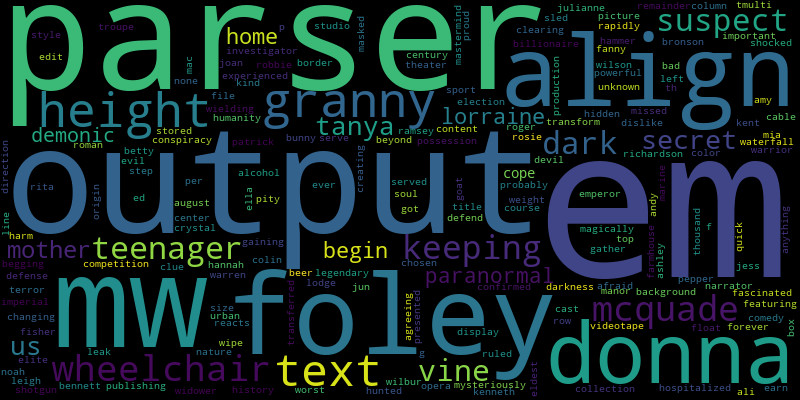 parser
align
output
em
mw
foley
donna
height
granny
suspect
home
tanya
lorraine
demonic
dark
secret
mother
teenager
begin
keeping
paranormal
mcquade
us
wheelchair
text
vine
cope
style
troupe
edit
investigator
joan
robbie
experienced
none
mac
kind
p
studio
border
masked
century
theater
mastermind
proud
julianne
sled
clearing
billionaire
picture
rapidly
hammer
fanny
wilson
powerful
unknown
remainder
column
tmulti
important
bronson
shocked
bad
left
th
amy
cable
file
wielding
humanity
stored
conspiracy
roman
patrick
sport
election
ramsey
content
beyond
possession
roger
rosie
transform
production
hidden
missed
dislike
kent
mia
waterfall
color
warrior
richardson
direction
betty
evil
step
rita
origin
ed
per
august
center
crystal
alcohol
ella
pity
bunny
serve
ever
creating
served
soul
got
goat
title
defend
devil
probably
weight
course
emperor
magically
top
gather
andy
marine
farmhouse
ashley
thousand
f
quick
jess
anything
line
harm
begging
defense
terror
imperial
competition
clue
hannah
warren
gaining
colin
beer
legendary
lodge
jun
chosen
agreeing
presented
confirmed
darkness
afraid
manor
background
pepper
narrator
fascinated
featuring
changing
fisher
elite
noah
leigh
shotgun
leak
nature
size
urban
reacts
wipe
transferred
display
ruled
g
cast
row
videotape
float
forever
comedy
box
bennett
publishing
widower
history
worst
hunted
wilbur
opera
mysteriously
kenneth
eldest
collection
hospitalized
ali
earn